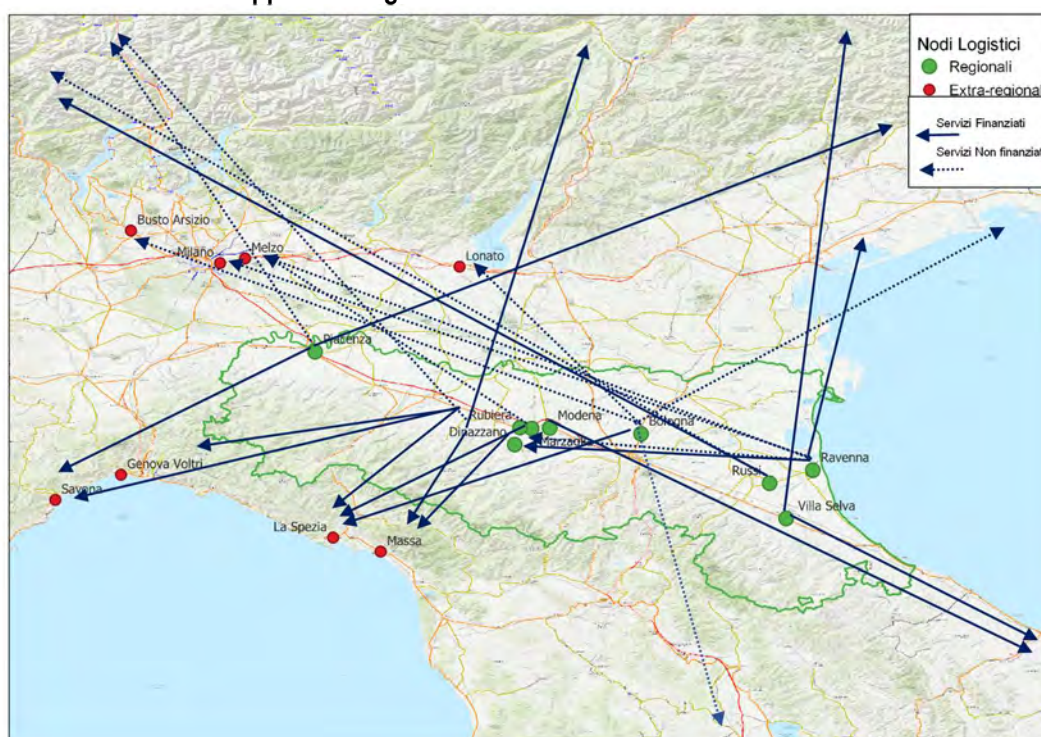 Nodi Logistici
Regionali
Extra-regionali
Servizi Finanziati
Servizi Non finanziati
Busto Arsizio
Milano
Melzo
Lonato
Piacenza
Rubiera
Modena
Dinazzano
Marzaglia
Bologna
Ravenna
Russi
Villa Selva
Genova Voltri
Savona
La Spezia
Massa